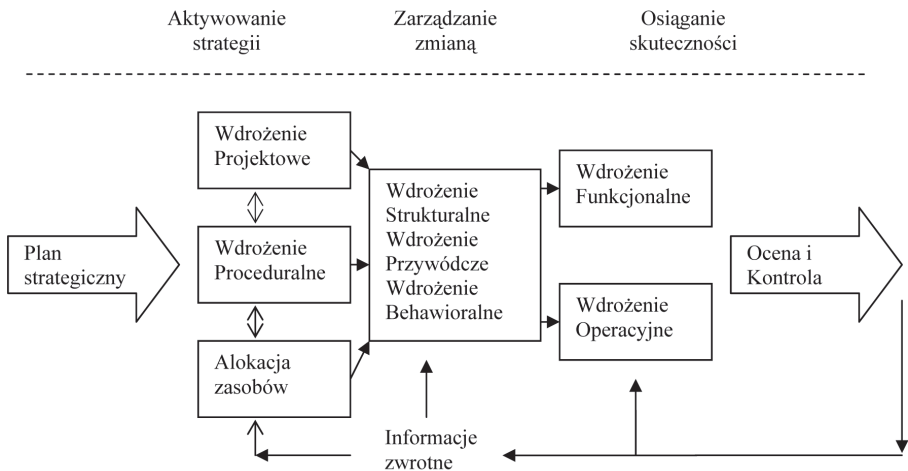 Aktywowanie
strategii
Zarządzanie
zmianą
Osiąganie
skuteczności
Plan
strategiczny
Wdrożenie
Projektowe
Wdrożenie
Proceduralne
Alokacja
zasobów
Wdrożenie
Strukturalne
Wdrożenie
Przywódcze
Wdrożenie
Behawioralne
Wdrożenie
Funkcjonalne
Wdrożenie
Operacyjne
Ocena i
Kontrola
Informacje
zwrotne